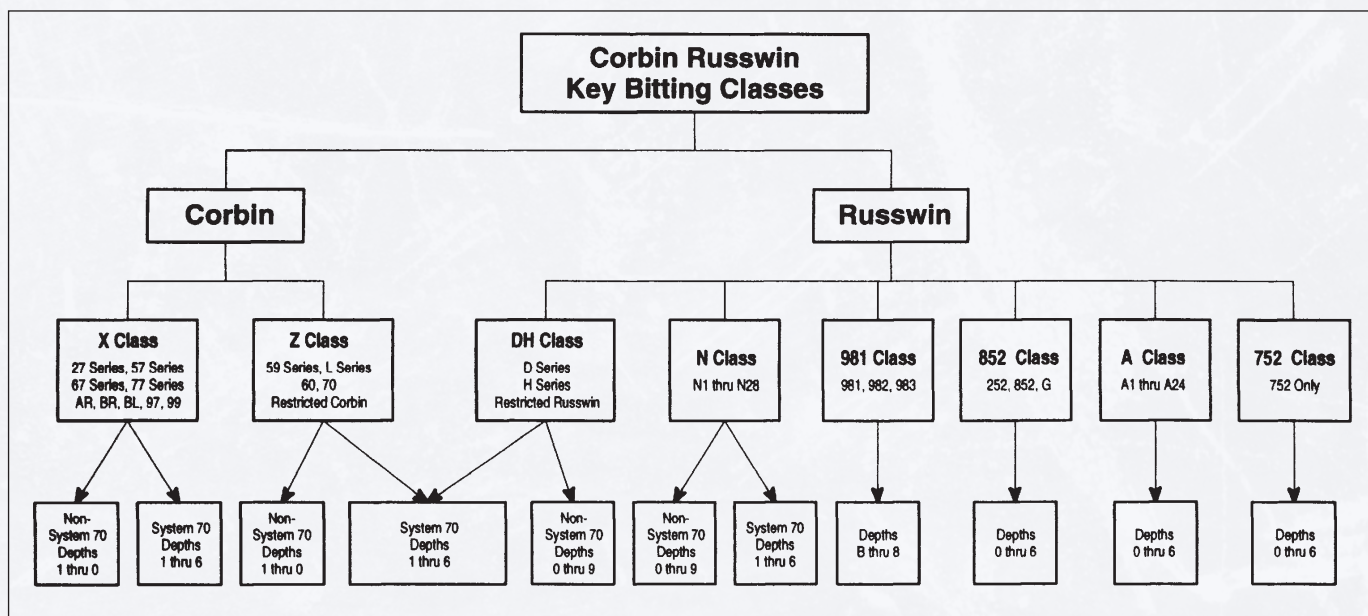 Corbin Russwin
Key Bitting Classes
Corbin
Russwin
X Class
27 Series, 57 Series
67 Series, 77 Series
AR, BR, BL, 97, 99
Z Class
59 Series, L Series
60, 70
Restricted Corbin
DH Class
D Series
H Series
Restricted Russwin
N Class
N1 thru N28
981 Class
981, 982, 983
852 Class
252, 852, G
A Class
A1 thru A24
752 Class
752 Only
Non-
System 70
Depths
1 thru 0
System 70
Depths
1 thru 6
Non-
System 70
Depths
1 thru 0
System 70
Depths
1 thru 6
Non-
System 70
Depths
0 thru 9
Non-
System 70
Depths
0 thru 9
System 70
Depths
1 thru 6
Depths
B thru 8
Depths
0 thru 6
Depths
0 thru 6
Depths
0 thru 6